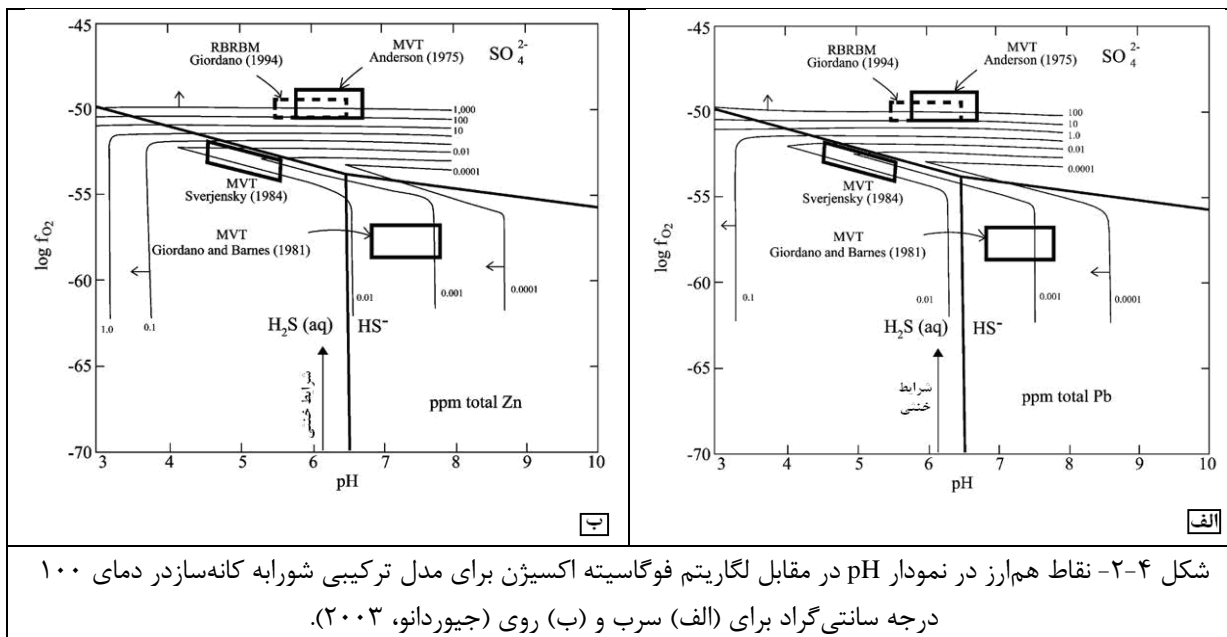 -45
-50
-55
-60
-65
-70
log fO2
RBRBM
Giordano (1994)
MVT
Anderson (1975)
SO4 2-
100
10
1.0
0.01
0.0001
MVT
Sverjensky (1984)
MVT
Giordano and Barnes (1981)
0.1
0.01
0.001
0.0001
H2S (aq)
HS-
شرایط
خنثی
ppm total Pb
3 4 5 6 7 8 9 10
pH
الف
-45
-50
-55
-60
-65
-70
log fO2
RBRBM
Giordano (1994)
MVT
Anderson (1975)
SO4 2-
1,000
100
10
0.01
0.0001
MVT
Sverjensky (1984)
MVT
Giordano and Barnes (1981)
1.0
0.1
0.01
0.001
0.0001
H2S (aq)
HS-
شرایط خنثی
ppm total Zn
3 4 5 6 7 8 9 10
pH
ب
شکل ۴-۲- نقاط هم‌ارز در نمودار pH در مقابل لگاریتم فوگاسیته اکسیژن برای مدل ترکیبی شورابه کانه‌سازدر دمای ۱۰۰
درجه سانتی‌گراد برای (الف) سرب و (ب) روی (جیوردانو، ۲۰۰۳).